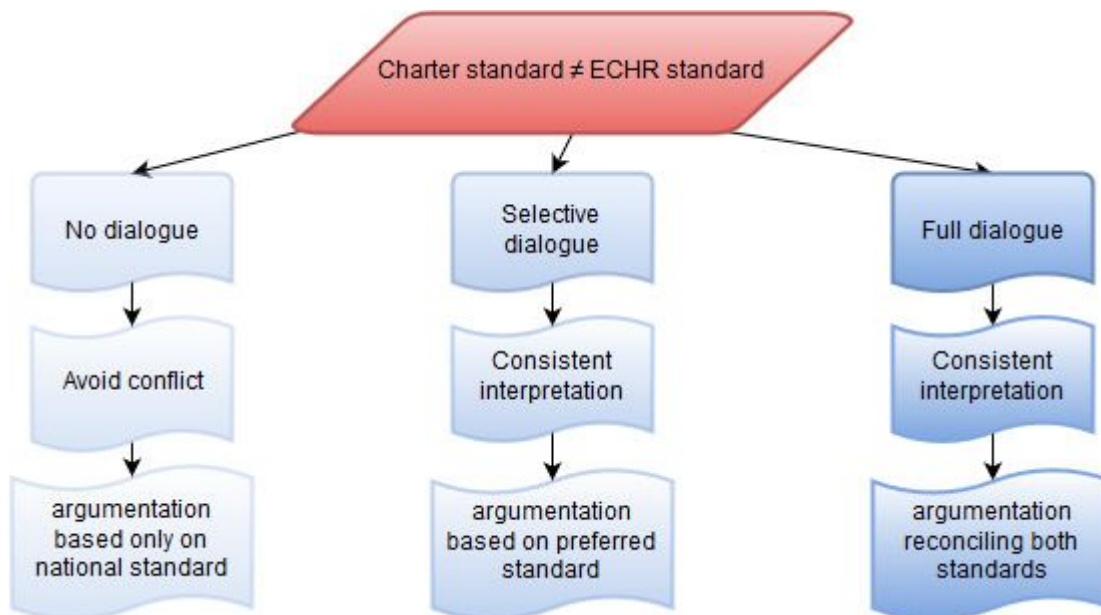 Charter standard ≠ ECHR standard
No dialogue
Selective
dialogue
Full dialogue
Avoid conflict
Consistent
interpretation
Consistent
interpretation
argumentation
based only on
national standard
argumentation
based on preferred
standard
argumentation
reconciling both
standards